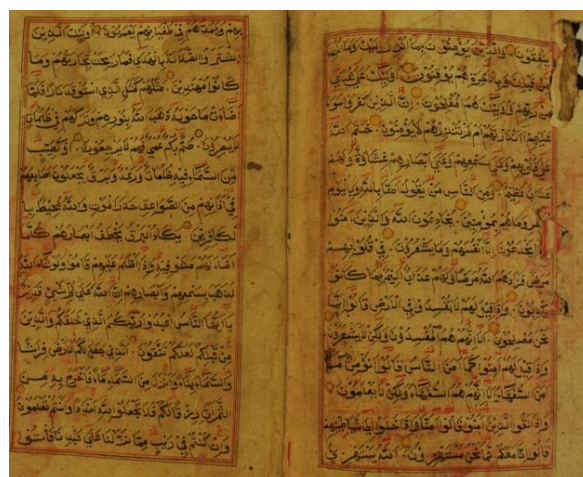 ينفقون والذين يؤمنون بما انزل اليك وما انزل
من قبلك وبالاخرة هم يوقنون اولئك على هدى
من ربهم واولئك هم المفلحون ان الذين كفروا سواء
عليهم ءانذرتهم ام لم تنذرهم لا يؤمنون ختم الله
على قلوبهم وعلى سمعهم وعلى ابصارهم غشاوة ولهم
عذاب عظيم ومن الناس من يقول امنا بالله وباليوم
الاخر وما هم بمؤمنين يخادعون الله والذين امنوا
وما يخدعون الا انفسهم وما يشعرون في قلوبهم
مرض فزادهم الله مرضا ولهم عذاب اليم بما كانوا
يكذبون واذا قيل لهم لا تفسدوا في الارض قالوا انما
نحن مصلحون الا انهم هم المفسدون ولكن لا يشعرون
واذا قيل لهم امنوا كما امن الناس قالوا انؤمن كما
امن السفهاء الا انهم هم السفهاء ولكن لا يعلمون
واذا لقوا الذين امنوا قالوا امنا واذا خلوا الى شياطينهم
قالوا انا معكم انما نحن مستهزؤن الله يستهزئ
بهم ويمدهم في طغيانهم يعمهون اولئك الذين
اشتروا الضلالة بالهدى فما ربحت تجارتهم وما
كانوا مهتدين مثلهم كمثل الذي استوقد نارا فلما
اضاءت ما حوله ذهب الله بنورهم وتركهم في ظلمات
لا يبصرون صم بكم عمي فهم لا يرجعون او كصيب
من السماء فيه ظلمات ورعد وبرق يجعلون اصابعهم
في اذانهم من الصواعق حذر الموت والله محيط با
لكافرين يكاد البرق يخطف ابصارهم كلما
اضاء لهم مشوا فيه واذا اظلم عليهم قاموا ولو شاء الله
لذهب بسمعهم وابصارهم ان الله على كل شيء قدير
يا ايها الناس اعبدوا ربكم الذي خلقكم والذين
من قبلكم لعلكم تتقون الذي جعل لكم الارض فراشا
والسماء بناء وانزل من السماء ماء فاخرج به من
الثمرات رزقا لكم فلا تجعلوا لله اندادا وانتم تعلمون
وان كنتم في ريب مما نزلنا على عبدنا فأتوا